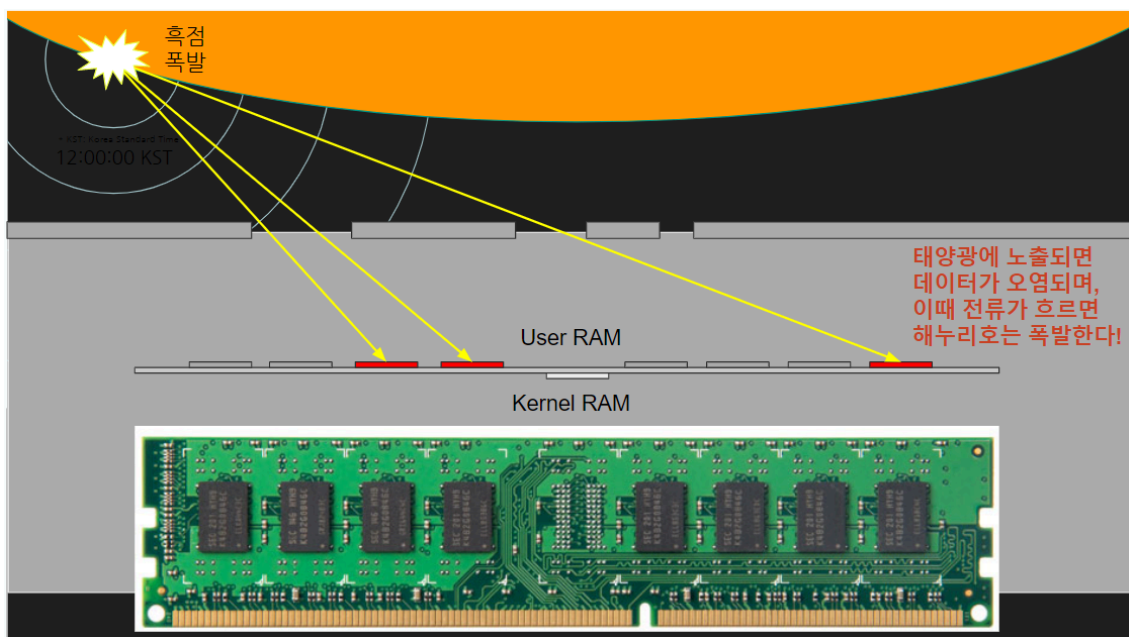 흑점
폭발
* KST: Korea Standard Time
12:00:00 KST
태양광에 노출되면
데이터가 오염되며,
이때 전류가 흐르면
해누리호는 폭발한다!
User RAM
Kernel RAM